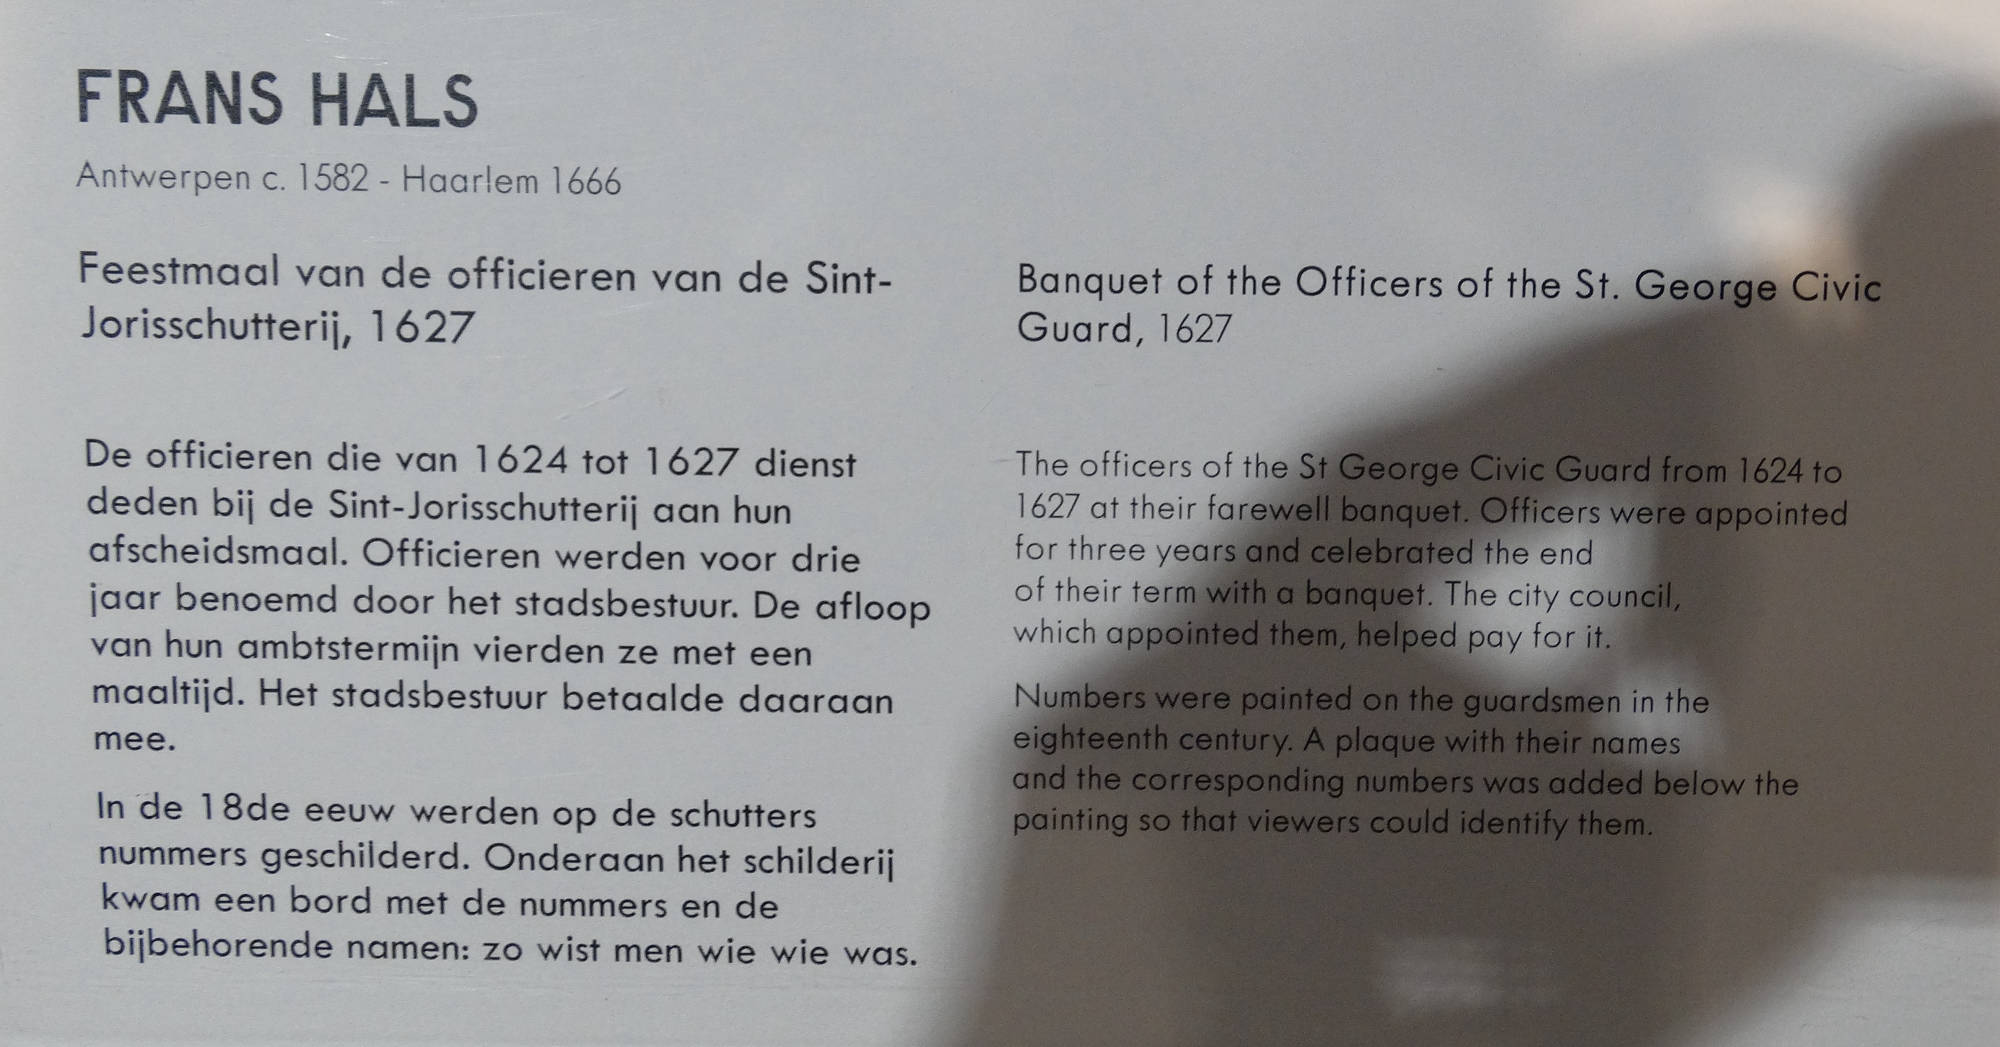 FRANS HALS
Antwerpen c. 1582 - Haarlem 1666
Feestmaal van de officieren van de Sint-
Jorisschutterij, 1627
De officieren die van 1624 tot 1627 dienst
deden bij de Sint-Jorisschutterij aan hun
afscheidsmaal. Officieren werden voor drie
jaar benoemd door het stadsbestuur. De afloop
van hun ambtstermijn vierden ze met een
maaltijd. Het stadsbestuur betaalde daaraan
mee.
In de 18de eeuw werden op de schutters
nummers geschilderd. Onderaan het schilderij
kwam een bord met de nummers en de
bijbehorende namen: zo wist men wie wie was.
Banquet of the Officers of the St. George Civic
Guard, 1627
The officers of the St George Civic Guard from 1624 to
1627 at their farewell banquet. Officers were appointed
for three years and celebrated the end
of their term with a banquet. The city council,
which appointed them, helped pay for it.
Numbers were painted on the guardsmen in the
eighteenth century. A plaque with their names
and the corresponding numbers was added below the
painting so that viewers could identify them.